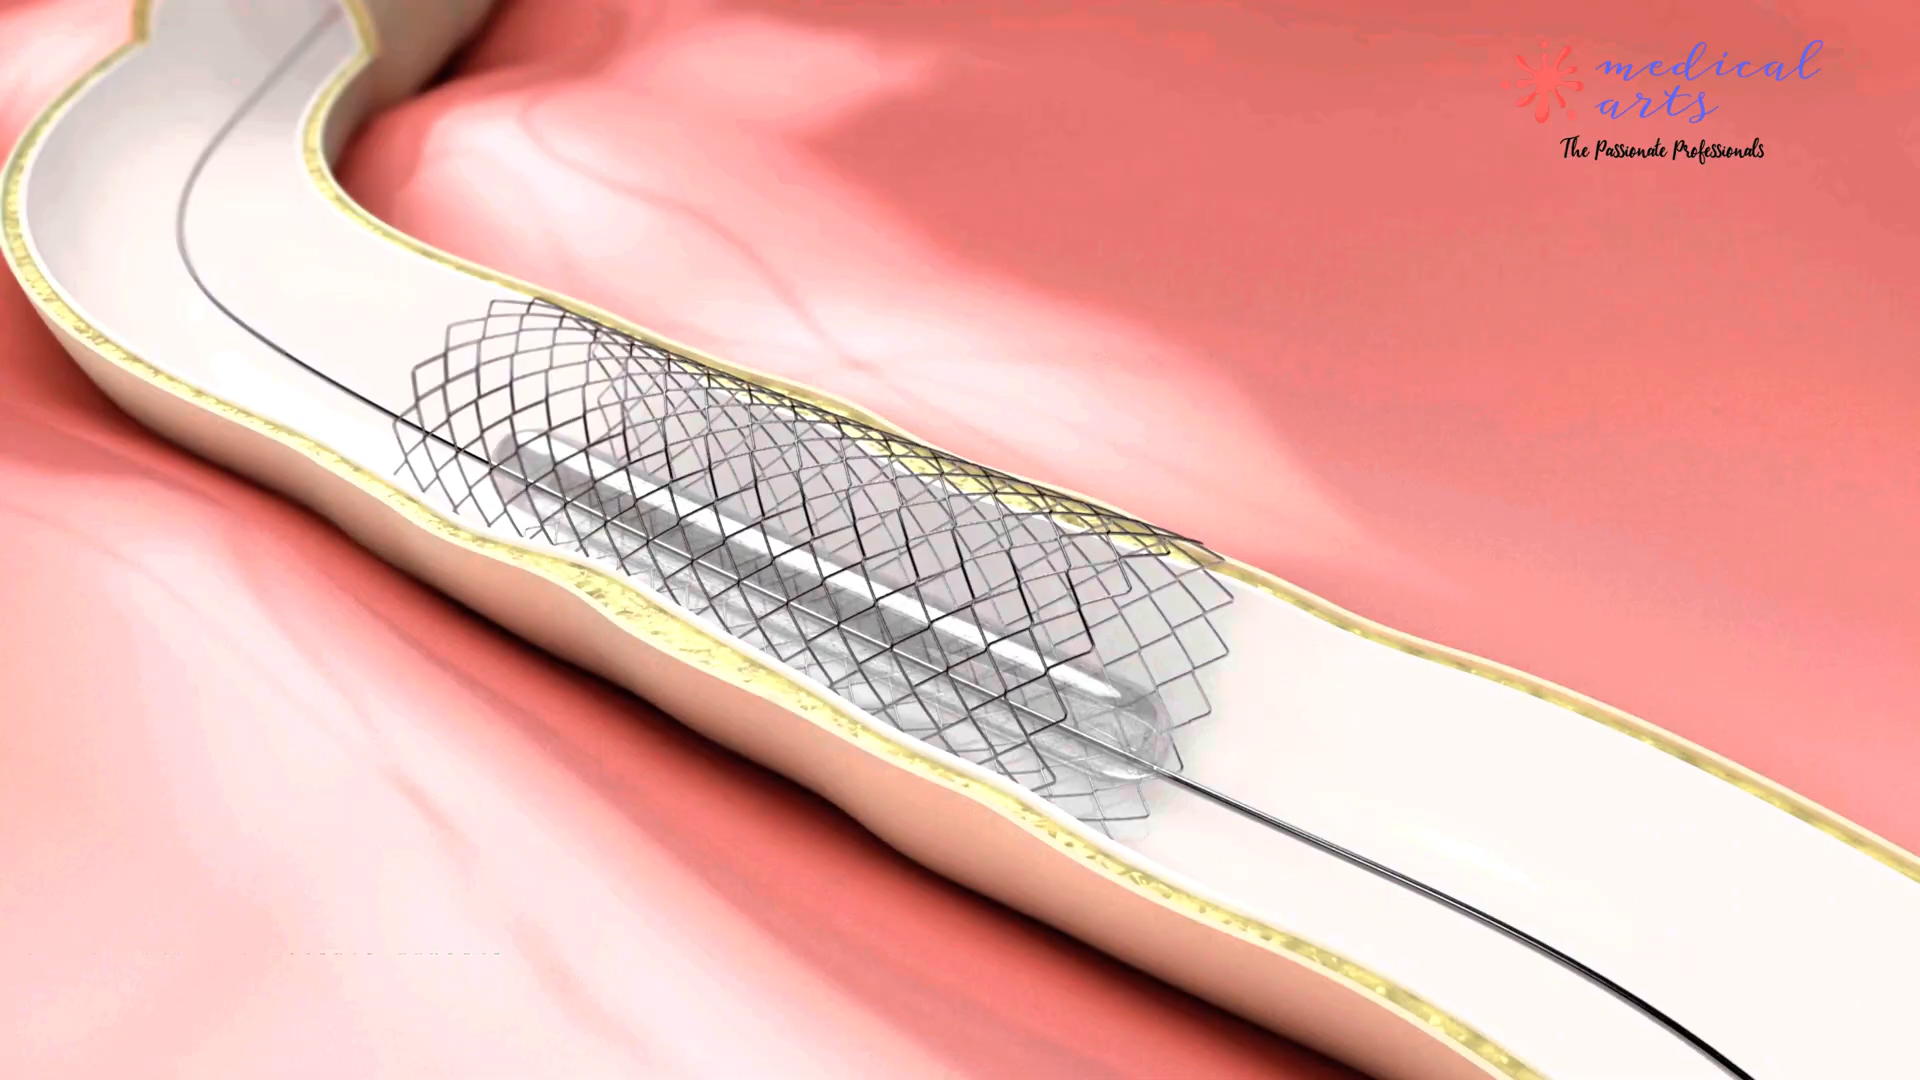 medical
arts
The Passionate Professionals